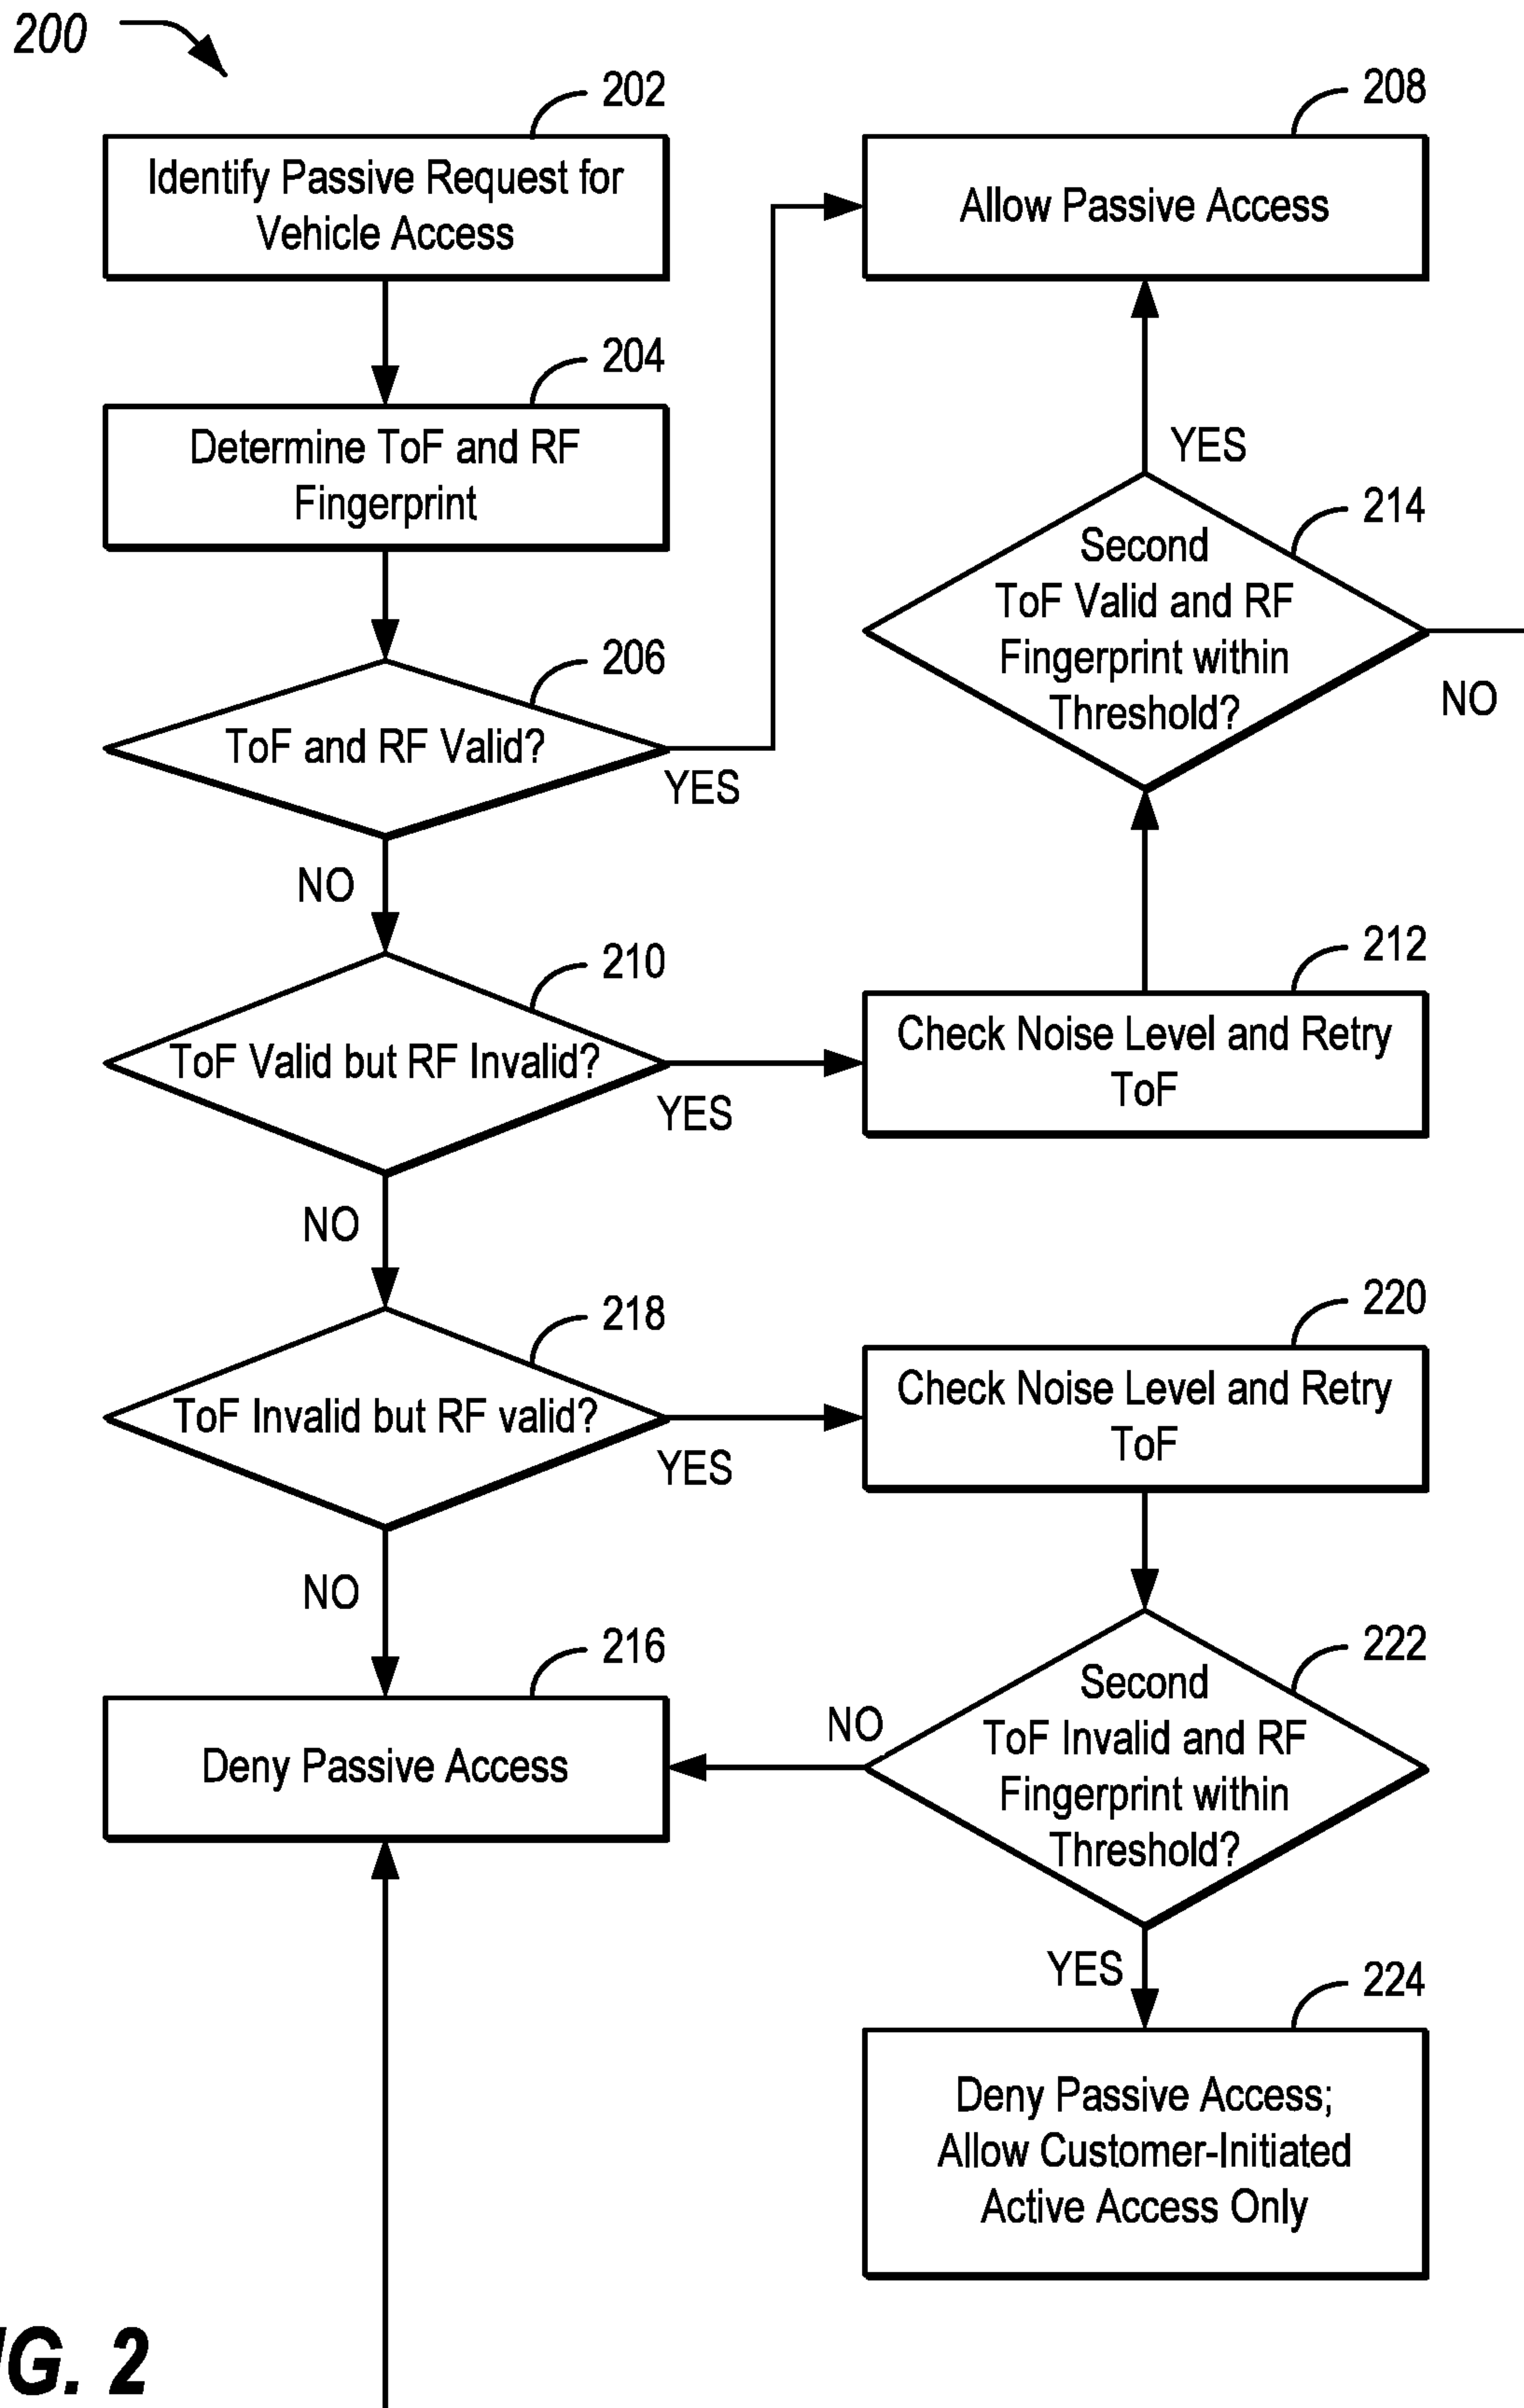 200
202
Identify Passive Request for
Vehicle Access
204
Determine ToF and RF
Fingerprint
206
ToF and RF Valid?
YES
NO
208
Allow Passive Access
YES
214
Second
ToF Valid and RF
Fingerprint within
Threshold?
NO
210
ToF Valid but RF Invalid?
YES
NO
212
Check Noise Level and Retry
ToF
218
ToF Invalid but RF valid?
YES
NO
220
Check Noise Level and Retry
ToF
216
Deny Passive Access
222
Second
ToF Invalid and RF
Fingerprint within
Threshold?
NO
YES
224
Deny Passive Access;
Allow Customer-Initiated
Active Access Only
G. 2